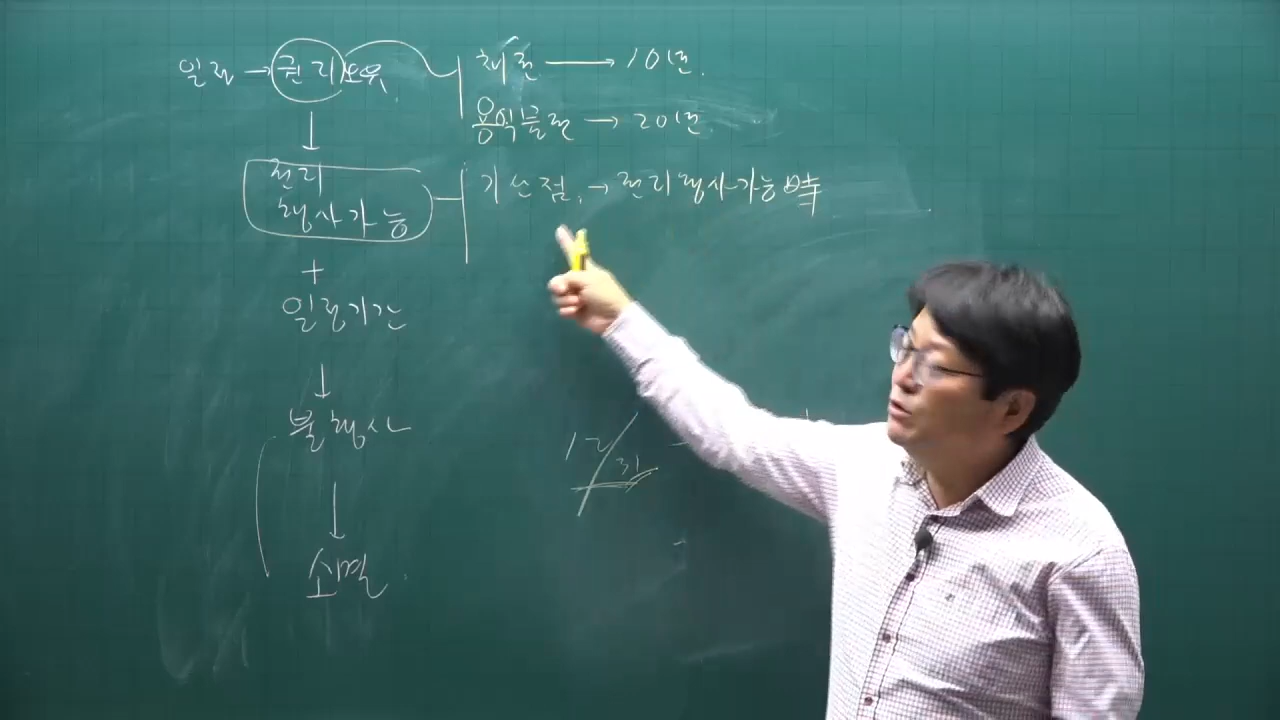 일정 → 권리 보유
채권 → 10년.
용익물권 → 20년.
↓
권리
행사가능
기산점. → 권리행사가능時
+
일정기간
↓
불행사
↓
소멸.
12/31